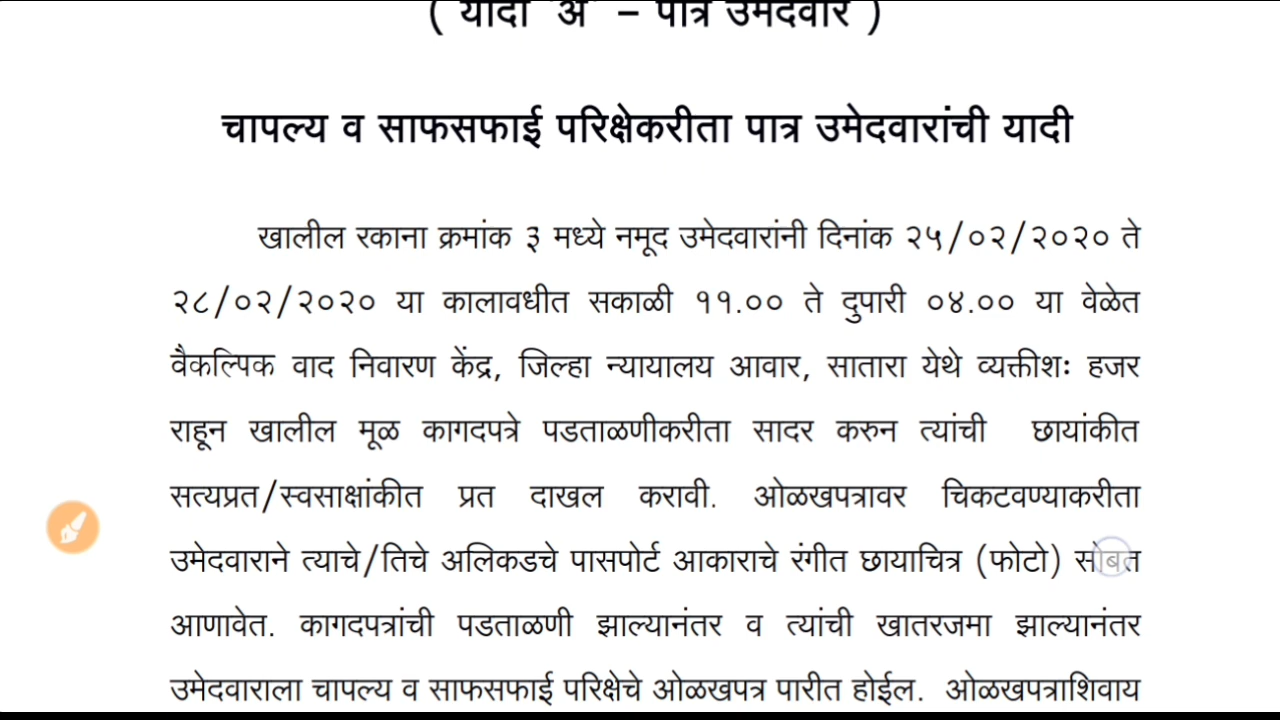 ( यादी 'अ' – पात्र उमेदवार )
चापल्य व साफसफाई परिक्षेकरीता पात्र उमेदवारांची यादी
खालील रकाना क्रमांक ३ मध्ये नमूद उमेदवारांनी दिनांक २५/०२/२०२० ते
२८/०२/२०२० या कालावधीत सकाळी ११.०० ते दुपारी ०४.०० या वेळेत
वैकल्पिक वाद निवारण केंद्र, जिल्हा न्यायालय आवार, सातारा येथे व्यक्तीशः हजर
राहून खालील मूळ कागदपत्रे पडताळणीकरीता सादर करुन त्यांची छायांकीत
सत्यप्रत/स्वसाक्षांकीत प्रत दाखल करावी. ओळखपत्रावर चिकटवण्याकरीता
उमेदवाराने त्याचे/तिचे अलिकडचे पासपोर्ट आकाराचे रंगीत छायाचित्र (फोटो) सोबत
आणावेत. कागदपत्रांची पडताळणी झाल्यानंतर व त्यांची खातरजमा झाल्यानंतर
उमेदवाराला चापल्य व साफसफाई परिक्षेचे ओळखपत्र पारीत होईल. ओळखपत्राशिवाय